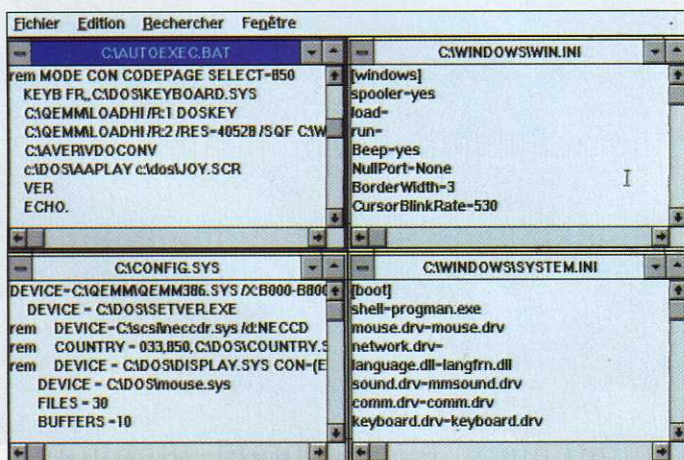 Fichier Edition Rechercher Fenêtre
C:\AUTOEXEC.BAT
rem MODE CON CODEPAGE SELECT=850
KEYB FR,,C:\DOS\KEYBOARD.SYS
C:\QEMM\LOADHI /R:1 DOSKEY
C:\QEMM\LOADHI /R:2 /RES=40528 /SQF C:\W
C:\AVER\VDOCONV
c:\DOS\AAPLAY c:\dos\JOY.SCR
VER
ECHO.
C:\WINDOWS\WIN.INI
[windows]
spooler=yes
load=
run=
Beep=yes
NullPort=None
BorderWidth=3
CursorBlinkRate=530
C:\CONFIG.SYS
DEVICE=C:\QEMM\QEMM386.SYS /X:B000-B800
DEVICE = C:\DOS\SETVER.EXE
rem DEVICE=C:\scsi\neccdr.sys /d:NECCD
rem COUNTRY = 033,850,C:\DOS\COUNTRY.S
rem DEVICE = C:\DOS\DISPLAY.SYS CON=(E
DEVICE = C:\DOS\mouse.sys
FILES = 30
BUFFERS =10
C:\WINDOWS\SYSTEM.INI
[boot]
shell=progman.exe
mouse.drv=mouse.drv
network.drv=
language.dll=langfrn.dll
sound.drv=mmsound.drv
comm.drv=comm.drv
keyboard.drv=keyboard.drv